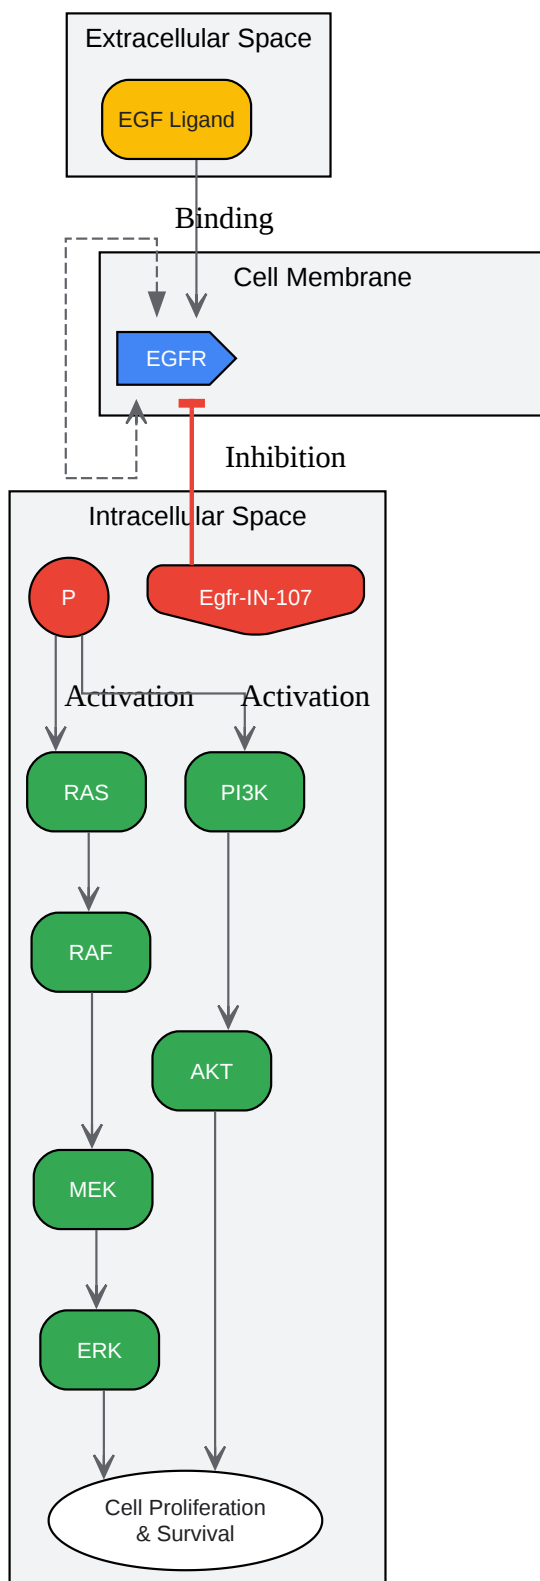 Extracellular Space
EGF Ligand
Binding
Cell Membrane
EGFR
Inhibition
Intracellular Space
P
Egfr-IN-107
Activation
Activation
RAS
PI3K
RAF
AKT
MEK
ERK
Cell Proliferation
& Survival